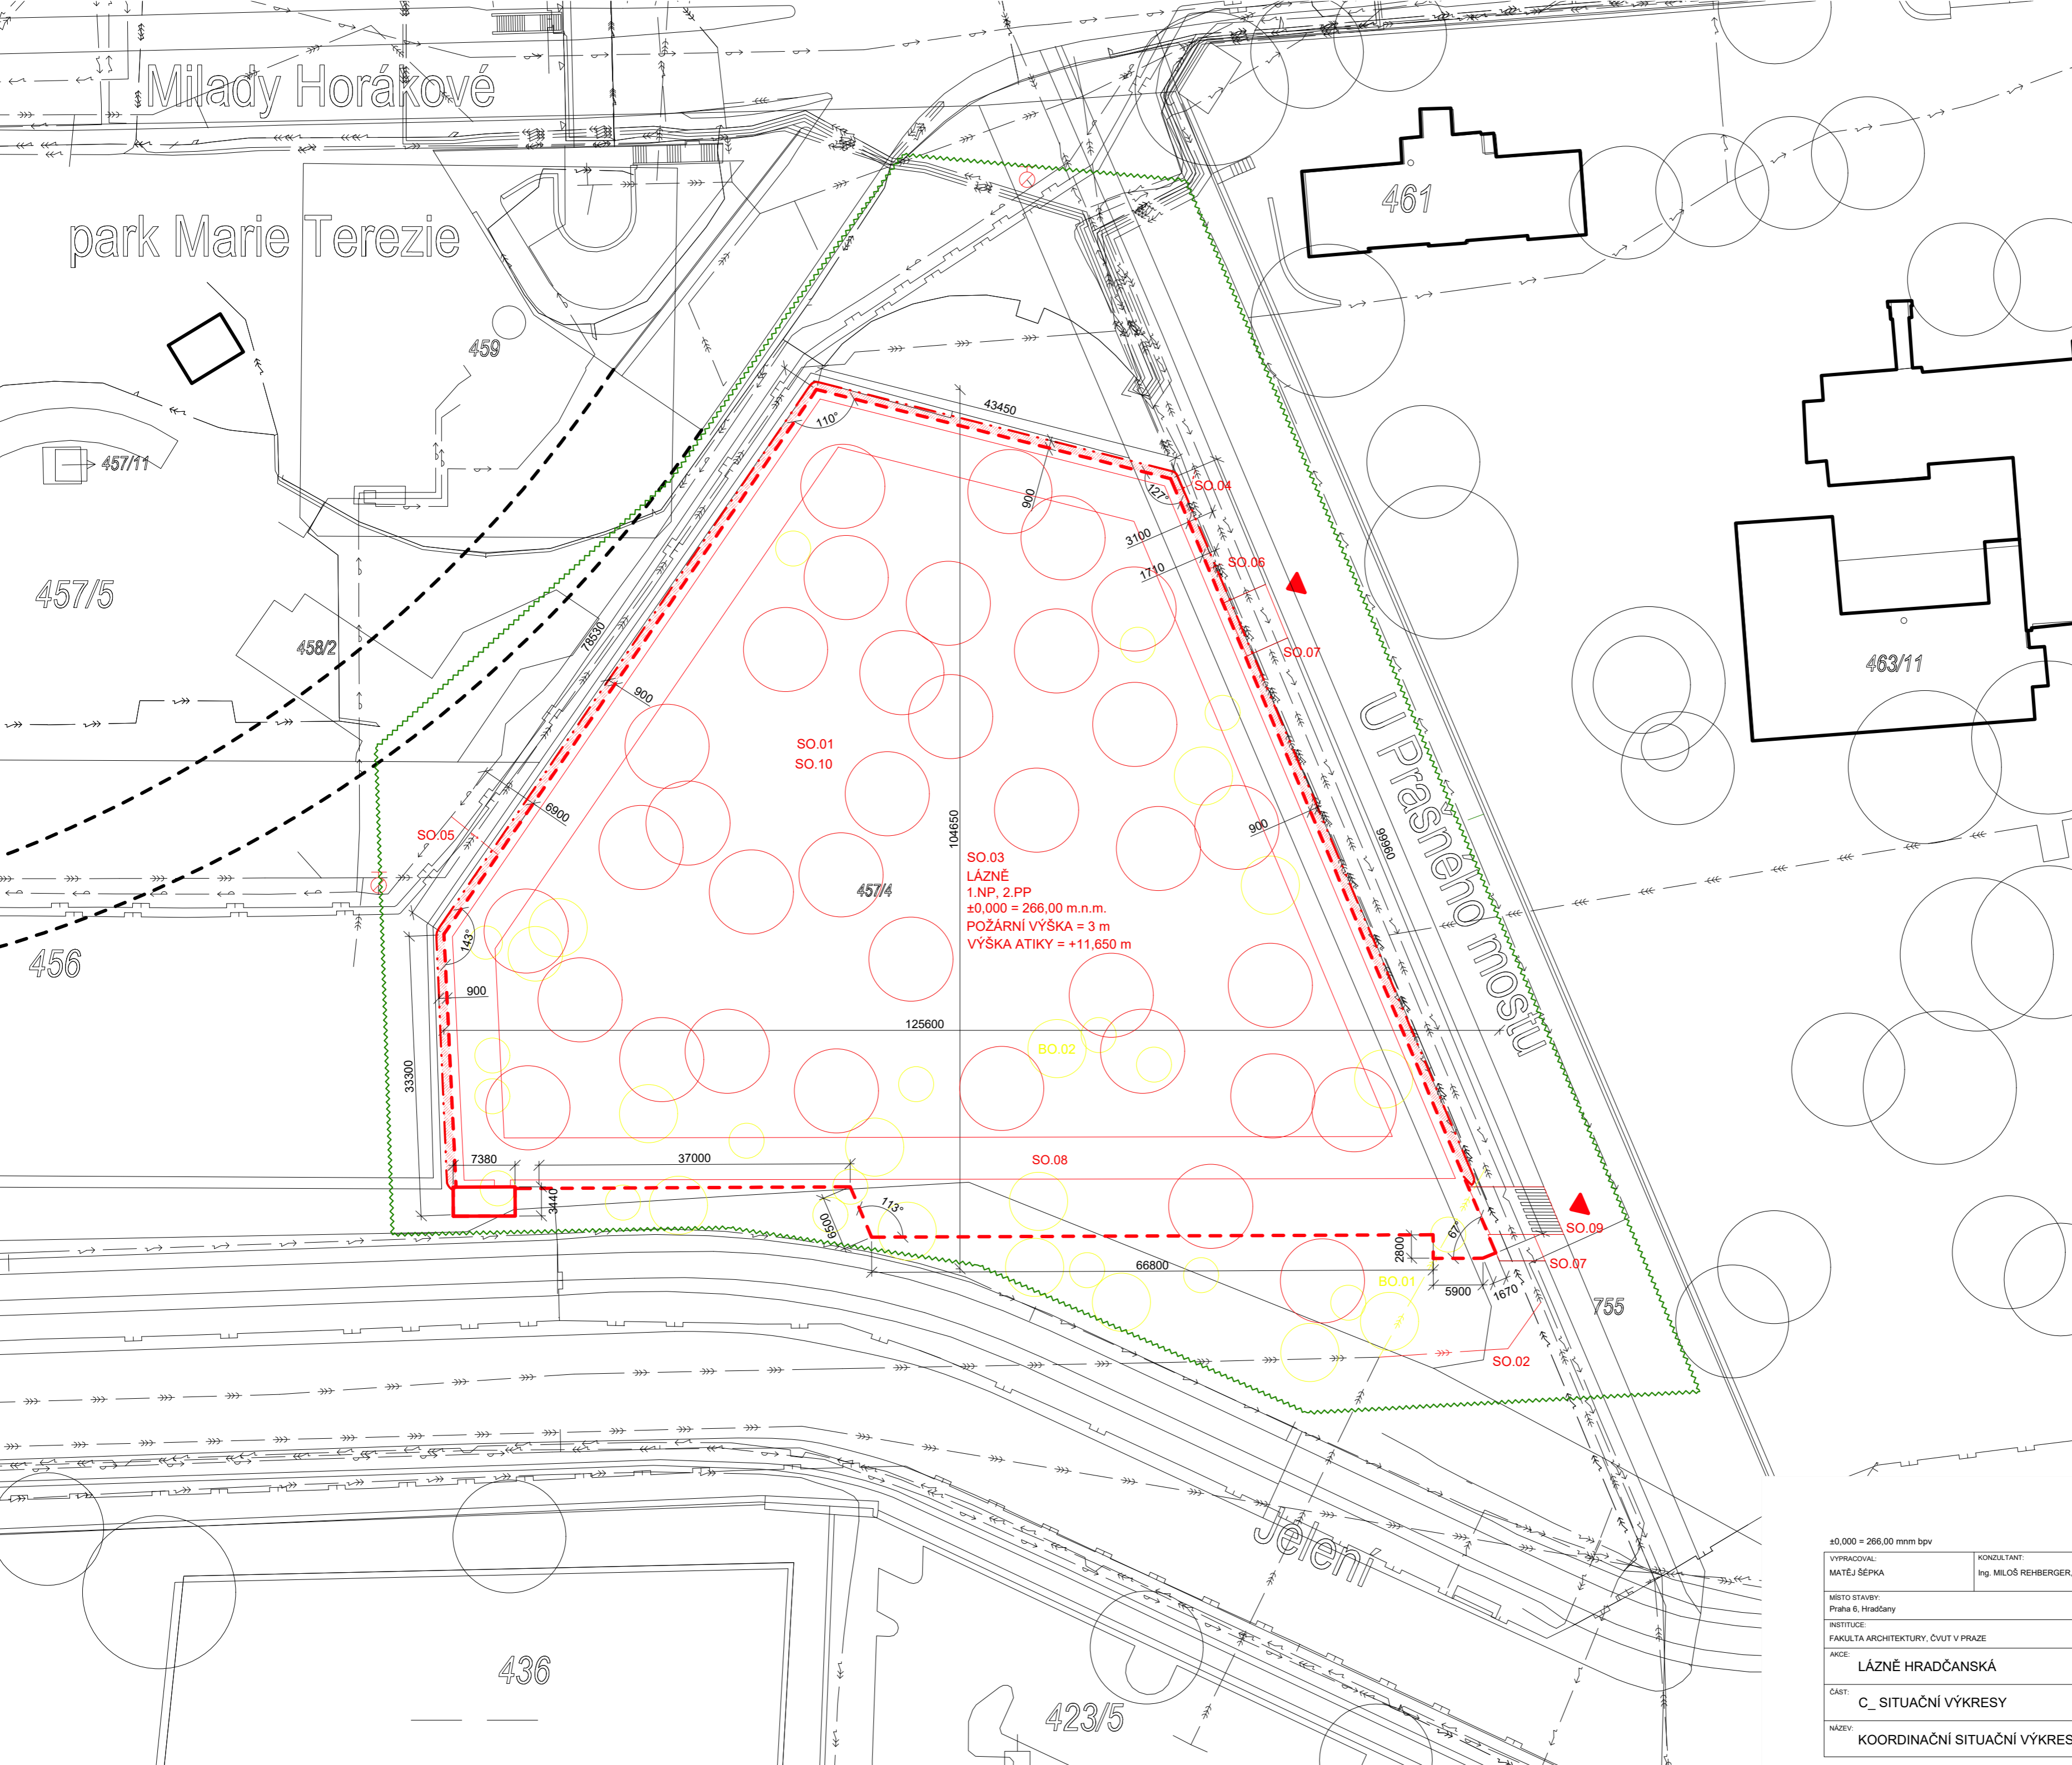 Milady Horákové
park Marie Terezie
461
459
457/11
43450
110°
SO.04
900
127°
3100
1710
SO.06
457/5
458/2
78530
SO.07
463/11
900
U Prašného mostu
SO.01
SO.10
6900
SO.05
104650
900
99960
SO.03
LÁZNĚ
1.NP, 2.PP
±0,000 = 266,00 m.n.m.
POŽÁRNÍ VÝŠKA = 3 m
VÝŠKA ATIKY = +11,650 m
457/4
143°
456
900
125600
BO.02
33300
7380
37000
SO.08
3440
6500
113°
67°
SO.09
2800
66800
SO.07
BO.01
5900
1670
755
SO.02
Jelení
436
423/5
±0,000 = 266,00 mnm bpv
VYPRACOVAL:
KONZULTANT:
MATĚJ ŠÉPKA
Ing. MILOŠ REHBERGER,
MÍSTO STAVBY:
Praha 6, Hradčany
INSTITUCE:
FAKULTA ARCHITEKTURY, ČVUT V PRAZE
AKCE:
LÁZNĚ HRADČANSKÁ
ČÁST:
C_ SITUAČNÍ VÝKRESY
NÁZEV:
KOORDINAČNÍ SITUAČNÍ VÝKRES